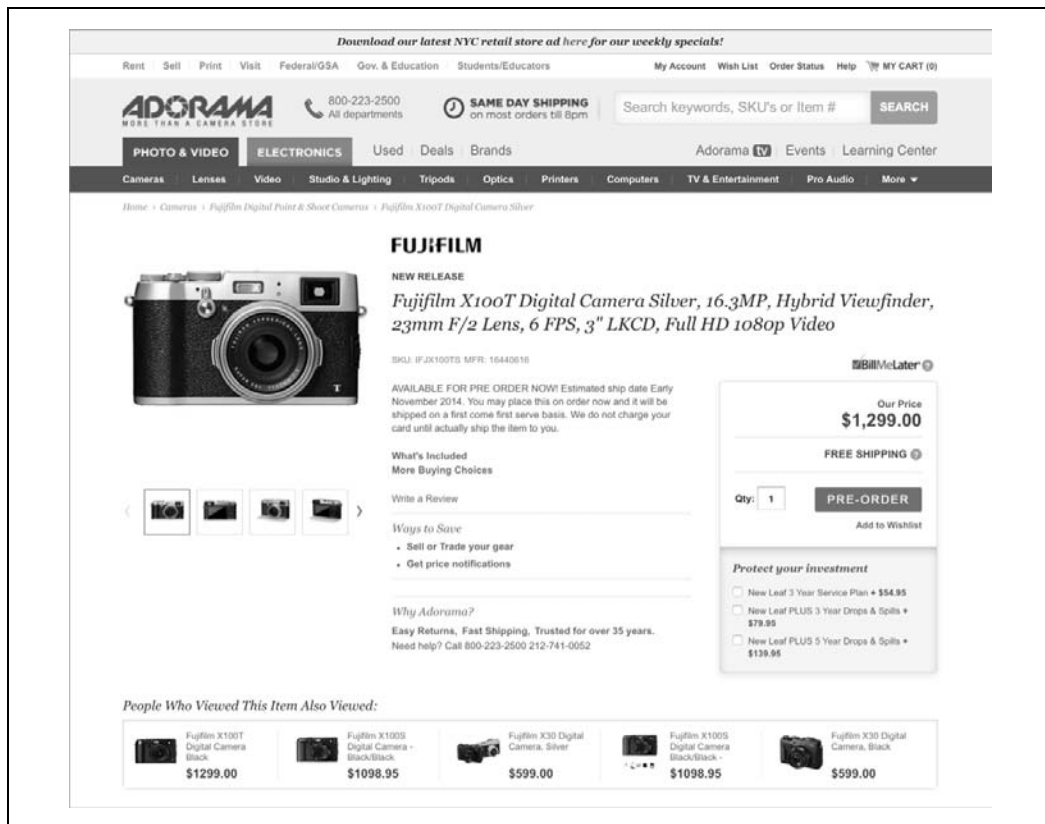 Download our latest NYC retail store ad here for our weekly specials!
Rent Sell Print Visit Federal/GSA Gov. & Education Students/Educators My Account Wish List Order Status Help MY CART (0)
ADORAMA
MORE THAN A CAMERA STORE
800-223-2500
All departments
SAME DAY SHIPPING
on most orders till 8pm
Search keywords, SKU's or Item #
SEARCH
PHOTO & VIDEO ELECTRONICS Used Deals Brands Adorama tv Events Learning Center
Cameras Lenses Video Studio & Lighting Tripods Optics Printers Computers TV & Entertainment Pro Audio More
Home › Cameras › Fujifilm Digital Point & Shoot Cameras › Fujifilm X100T Digital Camera Silver
FUJIFILM
NEW RELEASE
Fujifilm X100T Digital Camera Silver, 16.3MP, Hybrid Viewfinder,
23mm F/2 Lens, 6 FPS, 3" LKCD, Full HD 1080p Video
SKU: IFJX100TS MFR: 16440616
AVAILABLE FOR PRE ORDER NOW! Estimated ship date Early
November 2014. You may place this on order now and it will be
shipped on a first come first serve basis. We do not charge your
card until actually ship the item to you.
What's Included
More Buying Choices
Write a Review
Ways to Save
• Sell or Trade your gear
• Get price notifications
Why Adorama?
Easy Returns, Fast Shipping, Trusted for over 35 years.
Need help? Call 800-223-2500 212-741-0052
BillMeLater ?
Our Price
$1,299.00
FREE SHIPPING ?
Qty: 1 PRE-ORDER
Add to Wishlist
Protect your investment
New Leaf 3 Year Service Plan + $54.95
New Leaf PLUS 3 Year Drops & Spills +
$79.95
New Leaf PLUS 5 Year Drops & Spills +
$139.95
People Who Viewed This Item Also Viewed:
Fujifilm X100T
Digital Camera
Black
$1299.00
Fujifilm X100S
Digital Camera -
Black/Black
$1098.95
Fujifilm X30 Digital
Camera, Silver
$599.00
Fujifilm X100S
Digital Camera
Black/Black -
$1098.95
Fujifilm X30 Digital
Camera, Black
$599.00